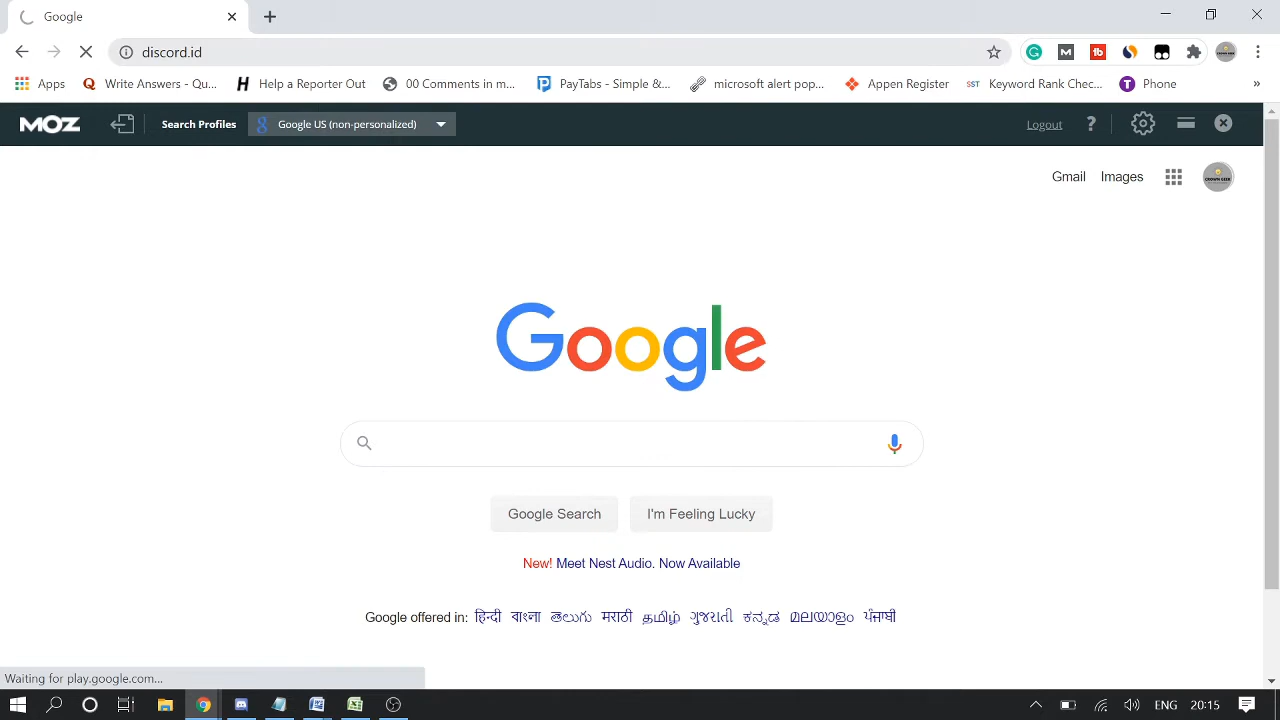 Google
discord.id
Apps Write Answers - Qu... Help a Reporter Out 00 Comments in m... PayTabs - Simple &... microsoft alert pop... Appen Register SST Keyword Rank Chec... T Phone »
MOZ Search Profiles Google US (non-personalized) Logout ?
Gmail Images
Google
Google Search I'm Feeling Lucky
New! Meet Nest Audio. Now Available
Google offered in: हिन्दी বাংলা తెలుగు मराठी தமிழ் ગુજરાતી ಕನ್ನಡ മലയാളം ਪੰਜਾਬੀ
Waiting for play.google.com...
ENG 20:15